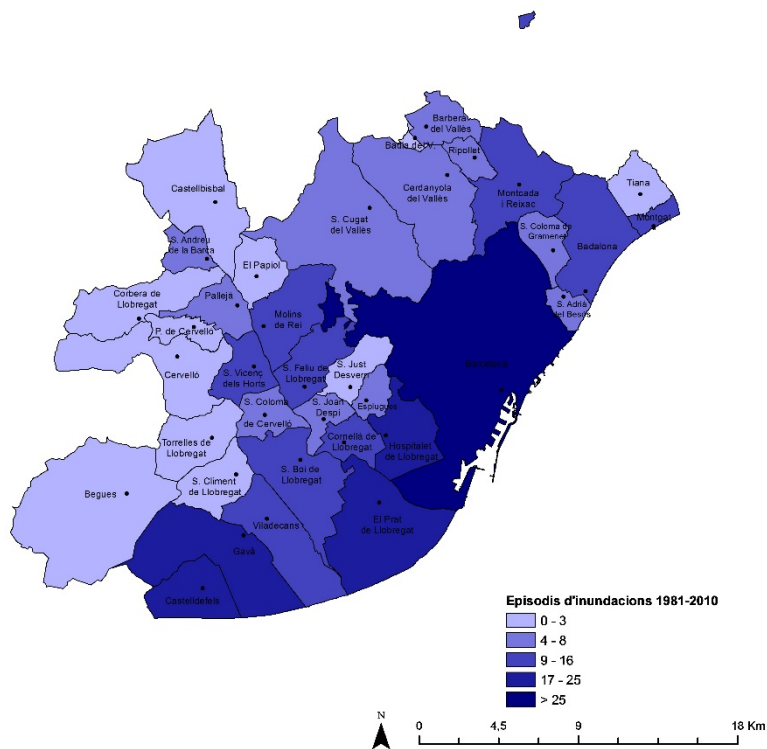 Barbera
del Vallès
Badia del V.
Ripollet
Castellbisbal
Cerdanyola
del Vallès
Montcada
i Reixac
Tiana
Montgat
S. Cugat
del Vallès
S. Coloma de
Gramenet
Badalona
S. Andreu
de la Barca
El Papiol
Corbera de
Llobregat
Pallejà
S. Adrià
del Besòs
Molins
de Rei
P. de Cervelló
Cervelló
S. Vicenç
dels Horts
S. Feliu de
Llobregat
S. Just
Desvern
Barcelona
S. Coloma
de Cervelló
S. Joan
Despí
Esplugues
Torrelles de
Llobregat
Cornellà de
Llobregat
Hospitalet
de Llobregat
S. Climent
de Llobregat
S. Boi de
Llobregat
Begues
Viladecans
El Prat
de Llobregat
Gavà
Castelldefels
Episodis d'inundacions 1981-2010
0 - 3
4 - 8
9 - 16
17 - 25
> 25
N
0 4,5 9 18 Km